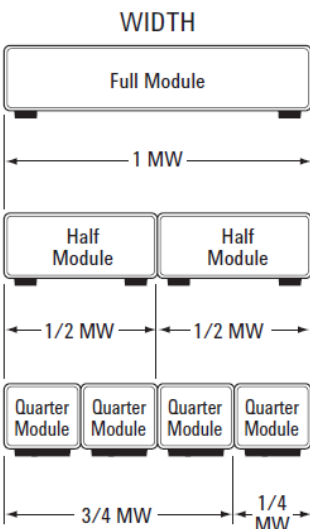 WIDTH
Full Module
1 MW
Half Half
Module Module
1/2 MW 1/2 MW
Quarter Quarter Quarter Quarter
Module Module Module Module
3/4 MW 1/4
MW